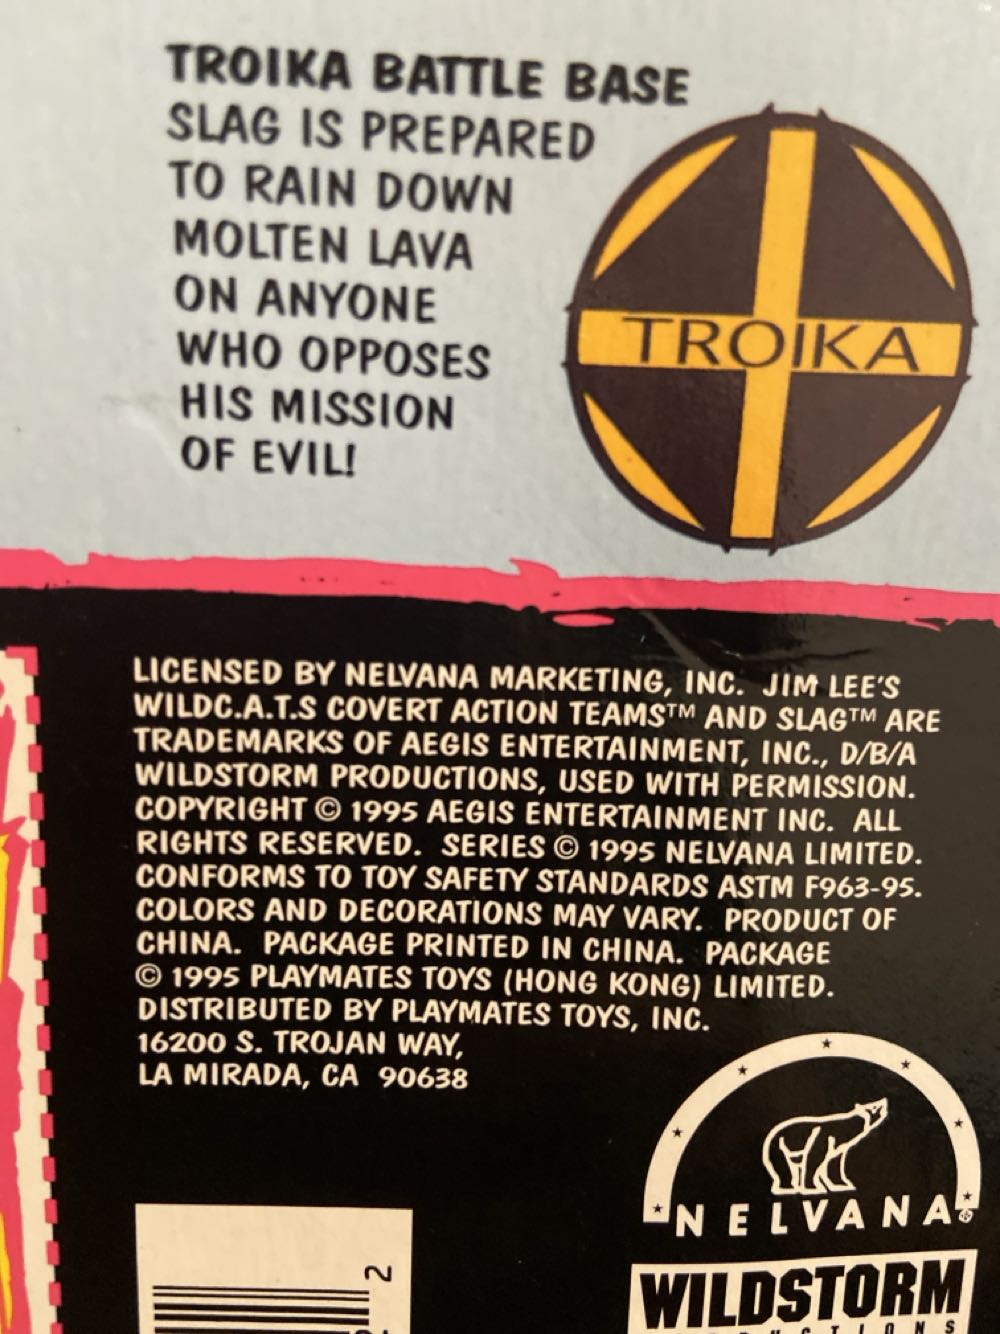 TROIKA BATTLE BASE
SLAG IS PREPARED
TO RAIN DOWN
MOLTEN LAVA
ON ANYONE
WHO OPPOSES
HIS MISSION
OF EVIL!
TROIKA
LICENSED BY NELVANA MARKETING, INC. JIM LEE'S
WILDC.A.T.S COVERT ACTION TEAMS™ AND SLAG™ ARE
TRADEMARKS OF AEGIS ENTERTAINMENT, INC., D/B/A
WILDSTORM PRODUCTIONS, USED WITH PERMISSION.
COPYRIGHT © 1995 AEGIS ENTERTAINMENT INC. ALL
RIGHTS RESERVED. SERIES © 1995 NELVANA LIMITED.
CONFORMS TO TOY SAFETY STANDARDS ASTM F963-95.
COLORS AND DECORATIONS MAY VARY. PRODUCT OF
CHINA. PACKAGE PRINTED IN CHINA. PACKAGE
© 1995 PLAYMATES TOYS (HONG KONG) LIMITED.
DISTRIBUTED BY PLAYMATES TOYS, INC.
16200 S. TROJAN WAY,
LA MIRADA, CA 90638
NELVANA®
WILDSTORM
2